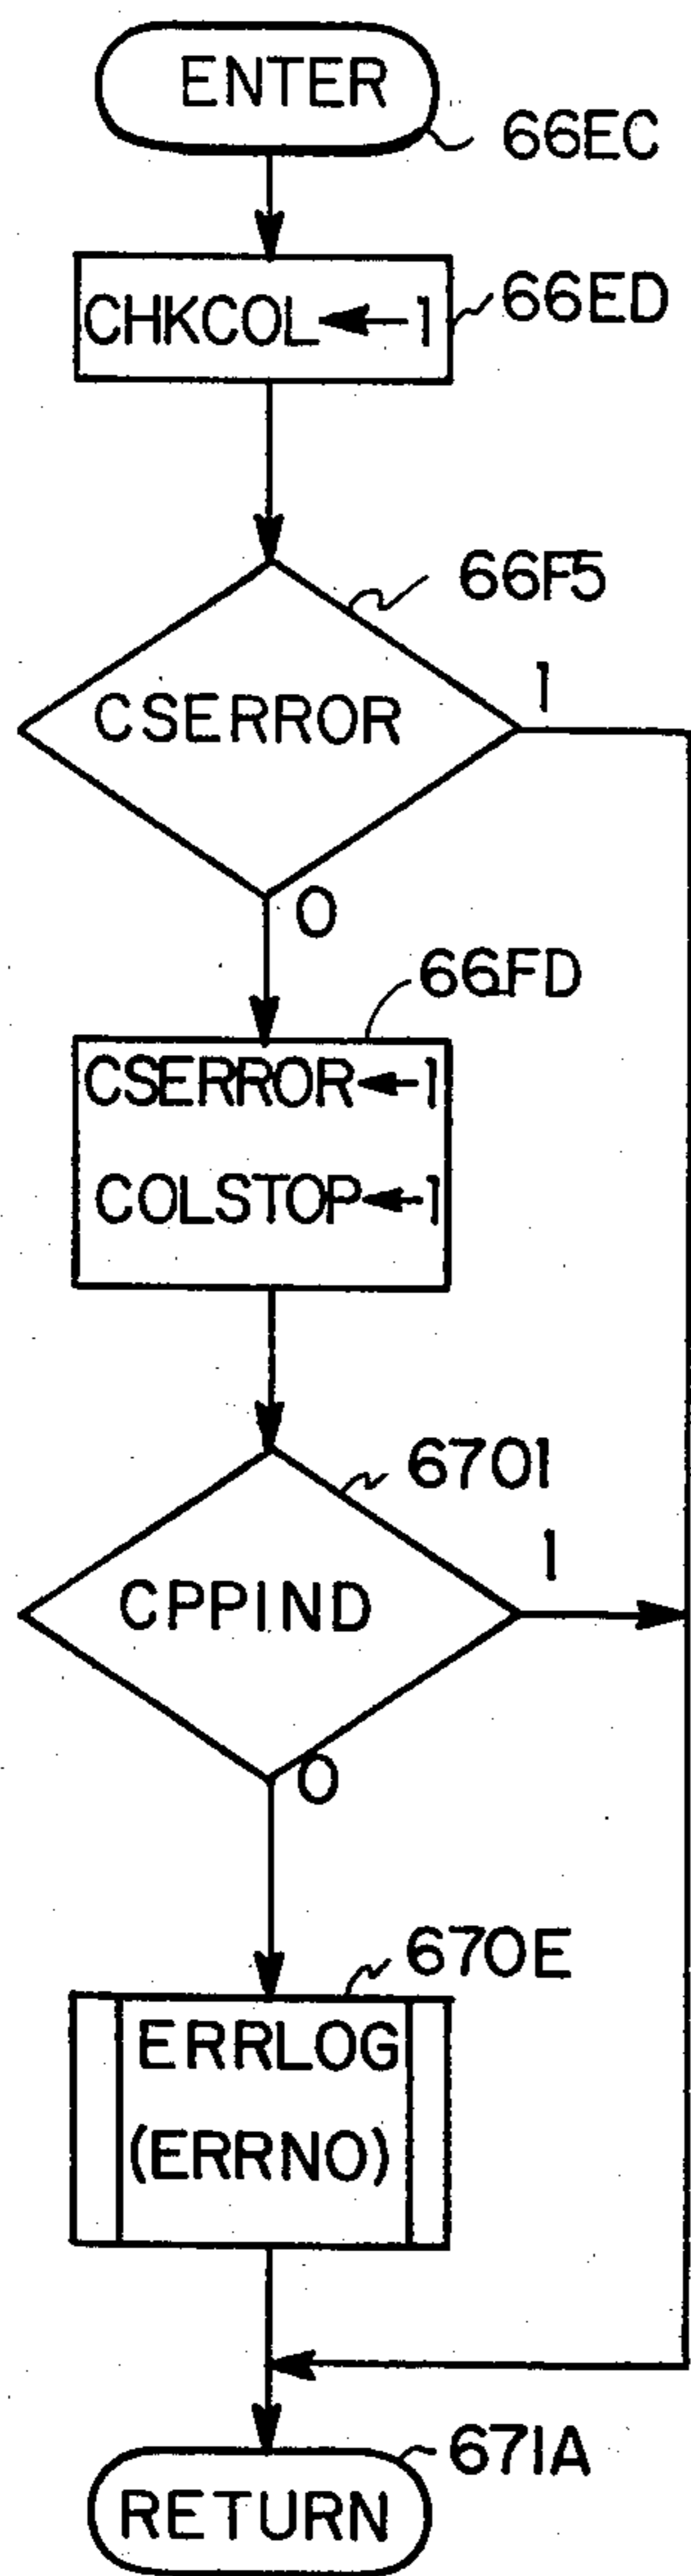 ENTER
66EC
CHKCOL←1
66ED
66F5
CSERROR
1
0
66FD
CSERROR←1
COLSTOP←1
6701
CPPIND
1
0
670E
ERRLOG
(ERRNO)
671A
RETURN